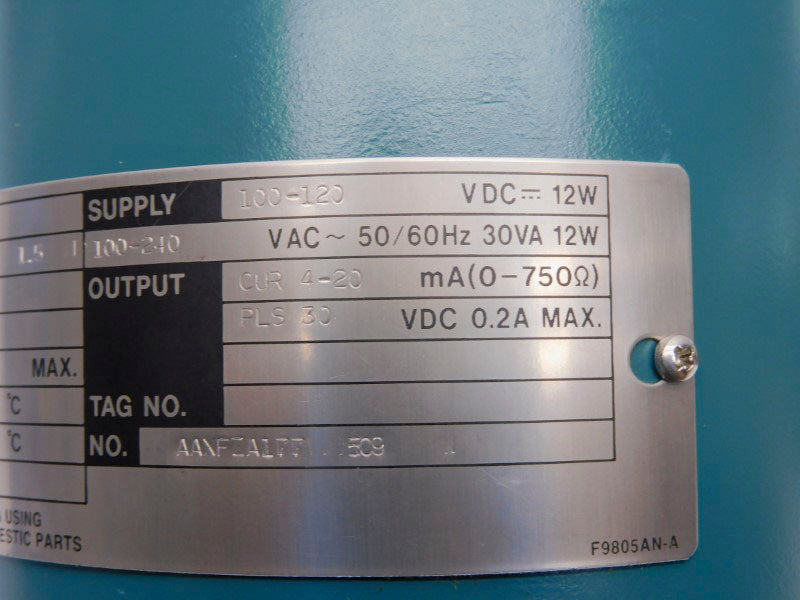 SUPPLY 100-120 VDC⎓ 12W
1.5 100-240 VAC~ 50/60Hz 30VA 12W
OUTPUT CUR 4-20 mA(0-750Ω)
PLS 30 VDC 0.2A MAX.
MAX.
°C TAG NO.
°C NO. 509
USING
ESTIC PARTS
F9805AN-A